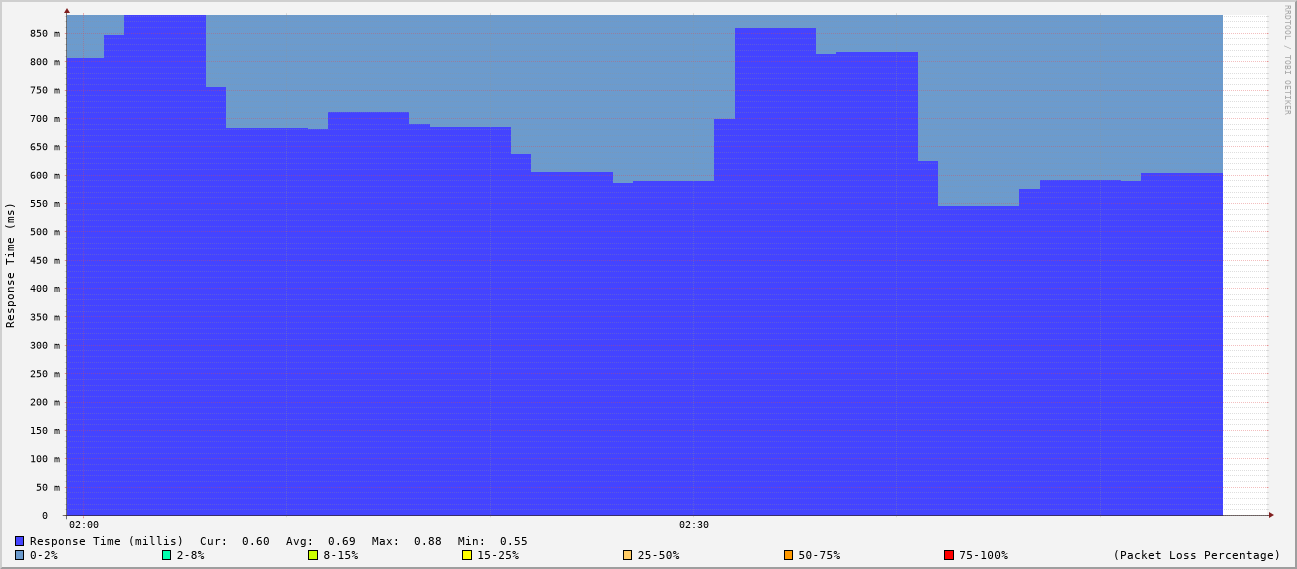 RRDTOOL / TOBI OETIKER
Response Time (ms)
850 m
800 m
750 m
700 m
650 m
600 m
550 m
500 m
450 m
400 m
350 m
300 m
250 m
200 m
150 m
100 m
50 m
0
02:00 02:30
Response Time (millis) Cur: 0.60 Avg: 0.69 Max: 0.88 Min: 0.55
0-2% 2-8% 8-15% 15-25% 25-50% 50-75% 75-100% (Packet Loss Percentage)